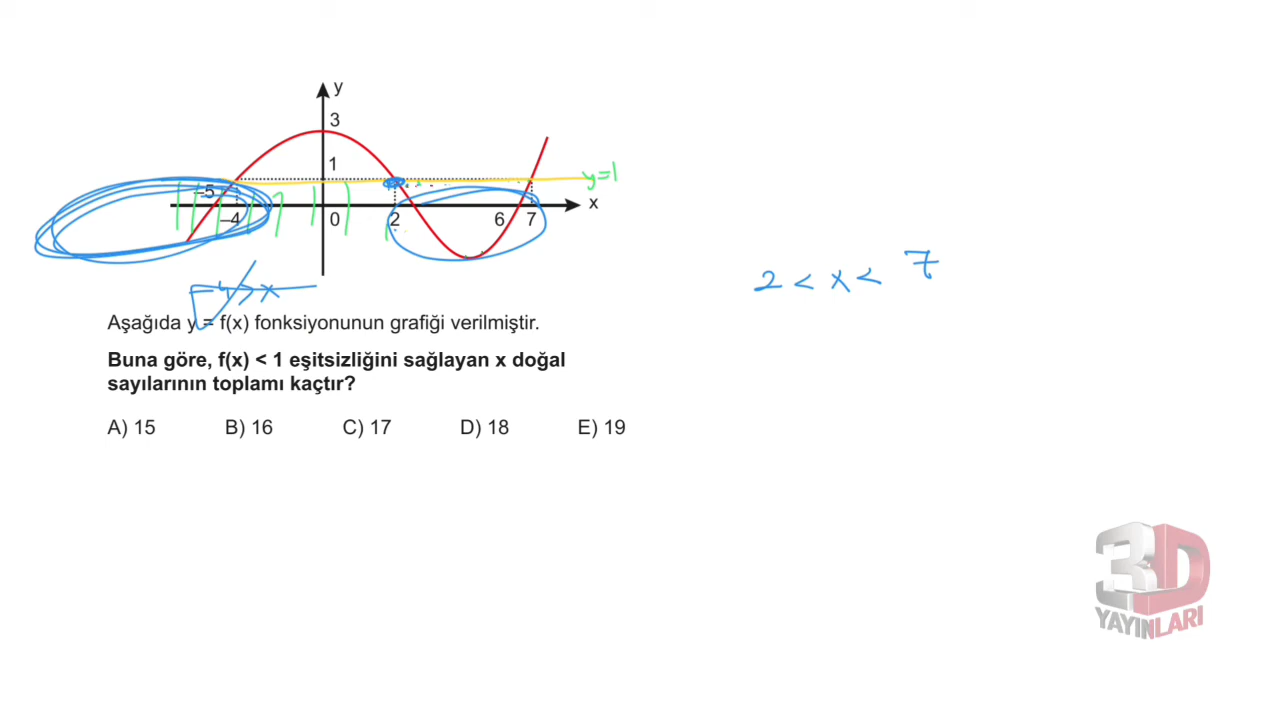 y
3
1
y=1
–5
x
–4
0
2
6
7
2 < x < 7
-4 > x
Aşağıda y = f(x) fonksiyonunun grafiği verilmiştir.
Buna göre, f(x) < 1 eşitsizliğini sağlayan x doğal
sayılarının toplamı kaçtır?
A) 15
B) 16
C) 17
D) 18
E) 19
3D
YAYINLARI